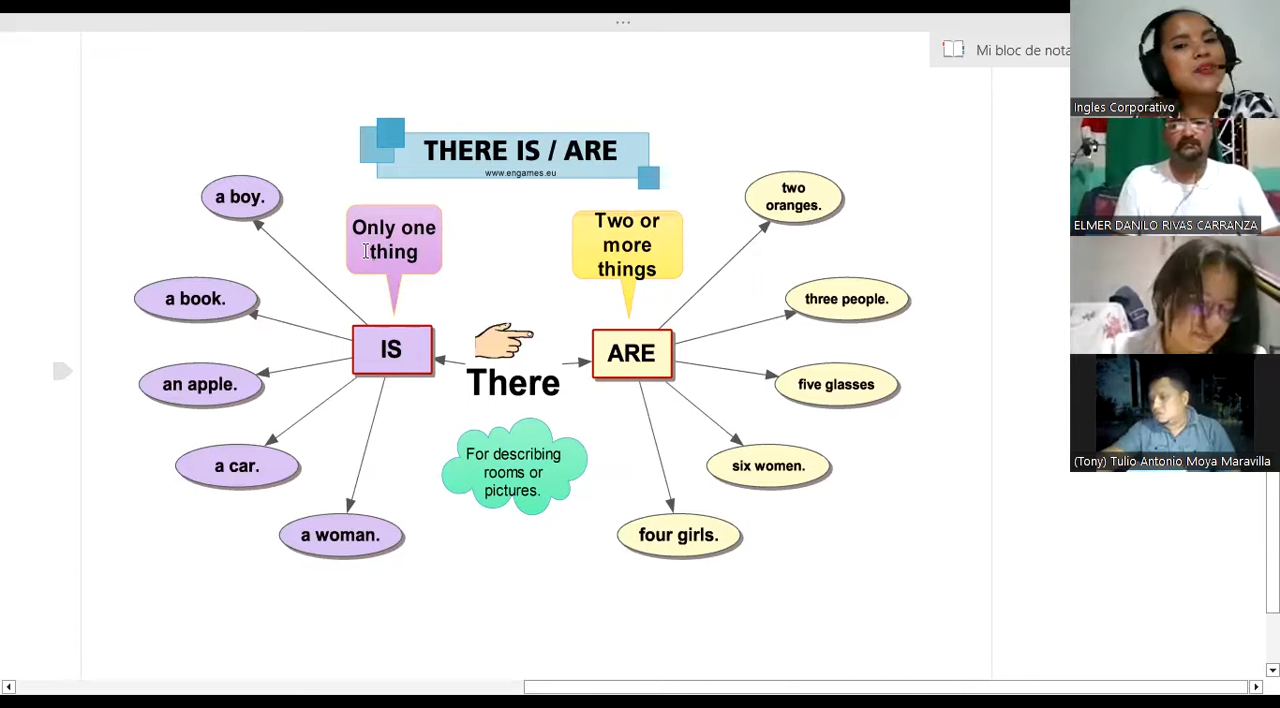 ...
Mi bloc de nota
THERE IS / ARE
www.engames.eu
a boy.
Only one
thing
Two or
more
things
two
oranges.
a book.
three people.
IS
ARE
There
an apple.
five glasses
For describing
rooms or
pictures.
a car.
six women.
a woman.
four girls.
Ingles Corporativo
ELMER DANILO RIVAS CARRANZA
(Tony) Tulio Antonio Moya Maravilla